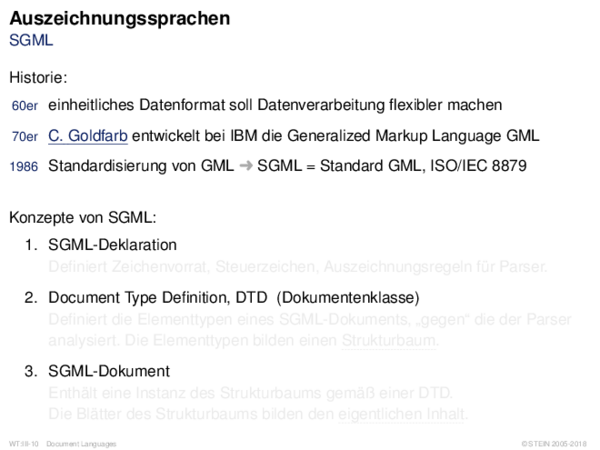 Auszeichnungssprachen
SGML
Historie:
60er einheitliches Datenformat soll Datenverarbeitung flexibler machen
70er C. Goldfarb entwickelt bei IBM die Generalized Markup Language GML
1986 Standardisierung von GML ➜ SGML = Standard GML, ISO/IEC 8879
Konzepte von SGML:
1. SGML-Deklaration
Definiert Zeichenvorrat, Steuerzeichen, Auszeichnungsregeln für Parser.
2. Document Type Definition, DTD (Dokumentenklasse)
Definiert die Elementtypen eines SGML-Dokuments, „gegen“ die der Parser
analysiert. Die Elementtypen bilden einen Strukturbaum.
3. SGML-Dokument
Enthält eine Instanz des Strukturbaums gemäß einer DTD.
Die Blätter des Strukturbaums bilden den eigentlichen Inhalt.
WT:III-10 Document Languages © STEIN 2005-2018